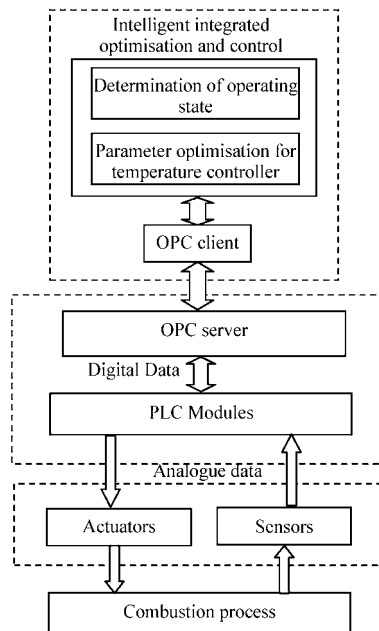 Intelligent integrated
optimisation and control
Determination of operating
state
Parameter optimisation for
temperature controller
OPC client
OPC server
Digital Data
PLC Modules
Analogue data
Actuators
Sensors
Combustion process